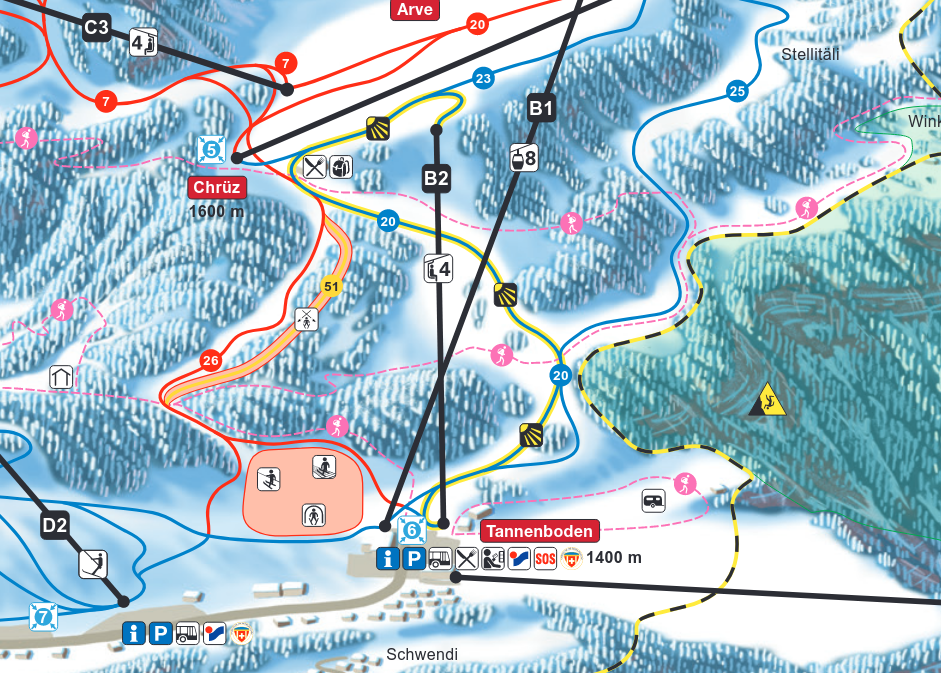 Arve
C3
4
20
7
7
23
Stellitäli
25
B1
Wink
5
8
B2
Chrüz
1600 m
20
4
51
26
20
D2
6
Tannenboden
i P SOS 1400 m
7
i P
Schwendi